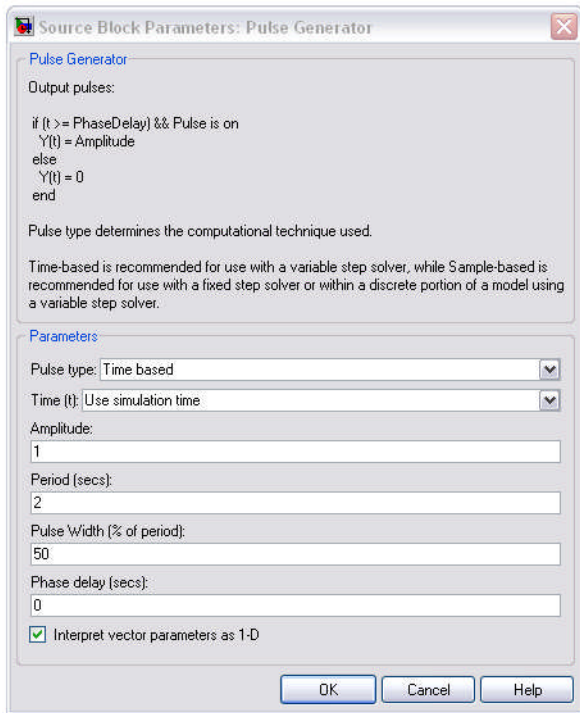 Source Block Parameters: Pulse Generator
Pulse Generator
Output pulses:
if (t >= PhaseDelay) && Pulse is on
Y(t) = Amplitude
else
Y(t) = 0
end
Pulse type determines the computational technique used.
Time-based is recommended for use with a variable step solver, while Sample-based is
recommended for use with a fixed step solver or within a discrete portion of a model using
a variable step solver.
Parameters
Pulse type: Time based
Time (t): Use simulation time
Amplitude:
1
Period (secs):
2
Pulse Width (% of period):
50
Phase delay (secs):
0
Interpret vector parameters as 1-D
OK Cancel Help